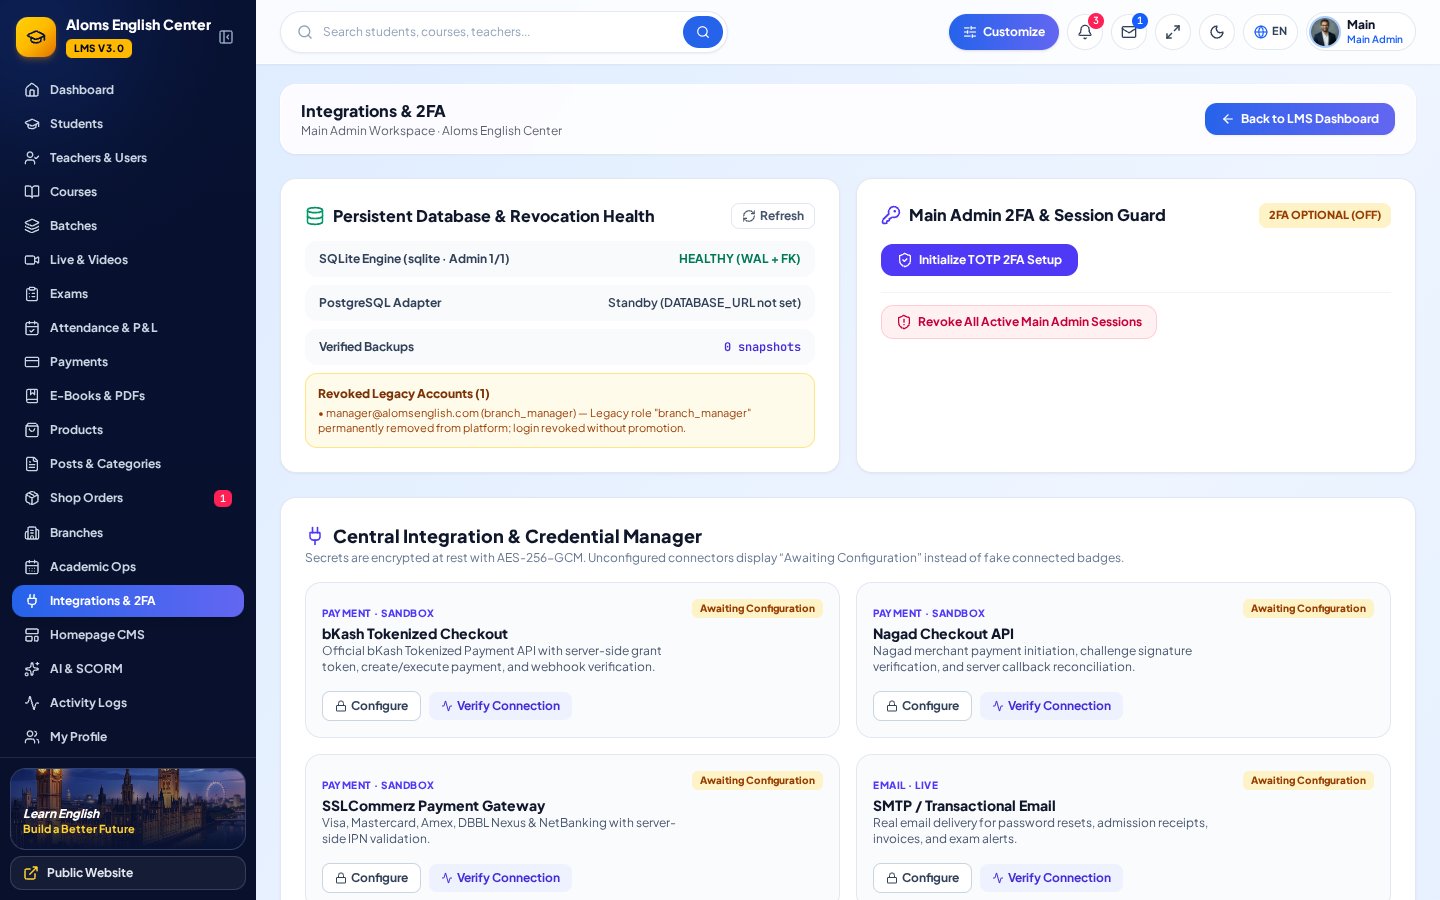 Aloms English Center
LMS V3.0
Dashboard
Students
Teachers & Users
Courses
Batches
Live & Videos
Exams
Attendance & P&L
Payments
E-Books & PDFs
Products
Posts & Categories
Shop Orders
1
Branches
Academic Ops
Integrations & 2FA
Homepage CMS
AI & SCORM
Activity Logs
My Profile
Learn English
Build a Better Future
Public Website
Search students, courses, teachers...
Customize
3
1
EN
Main
Main Admin
Integrations & 2FA
Main Admin Workspace · Aloms English Center
Back to LMS Dashboard
Persistent Database & Revocation Health
Refresh
SQLite Engine (sqlite · Admin 1/1)
HEALTHY (WAL + FK)
PostgreSQL Adapter
Standby (DATABASE_URL not set)
Verified Backups
0 snapshots
Revoked Legacy Accounts (1)
• manager@alomsenglish.com (branch_manager) — Legacy role "branch_manager"
permanently removed from platform; login revoked without promotion.
Main Admin 2FA & Session Guard
2FA OPTIONAL (OFF)
Initialize TOTP 2FA Setup
Revoke All Active Main Admin Sessions
Central Integration & Credential Manager
Secrets are encrypted at rest with AES-256-GCM. Unconfigured connectors display "Awaiting Configuration" instead of fake connected badges.
PAYMENT · SANDBOX
Awaiting Configuration
bKash Tokenized Checkout
Official bKash Tokenized Payment API with server-side grant
token, create/execute payment, and webhook verification.
Configure
Verify Connection
PAYMENT · SANDBOX
Awaiting Configuration
Nagad Checkout API
Nagad merchant payment initiation, challenge signature
verification, and server callback reconciliation.
Configure
Verify Connection
PAYMENT · SANDBOX
Awaiting Configuration
SSLCommerz Payment Gateway
Visa, Mastercard, Amex, DBBL Nexus & NetBanking with server-
side IPN validation.
Configure
Verify Connection
EMAIL · LIVE
Awaiting Configuration
SMTP / Transactional Email
Real email delivery for password resets, admission receipts,
invoices, and exam alerts.
Configure
Verify Connection